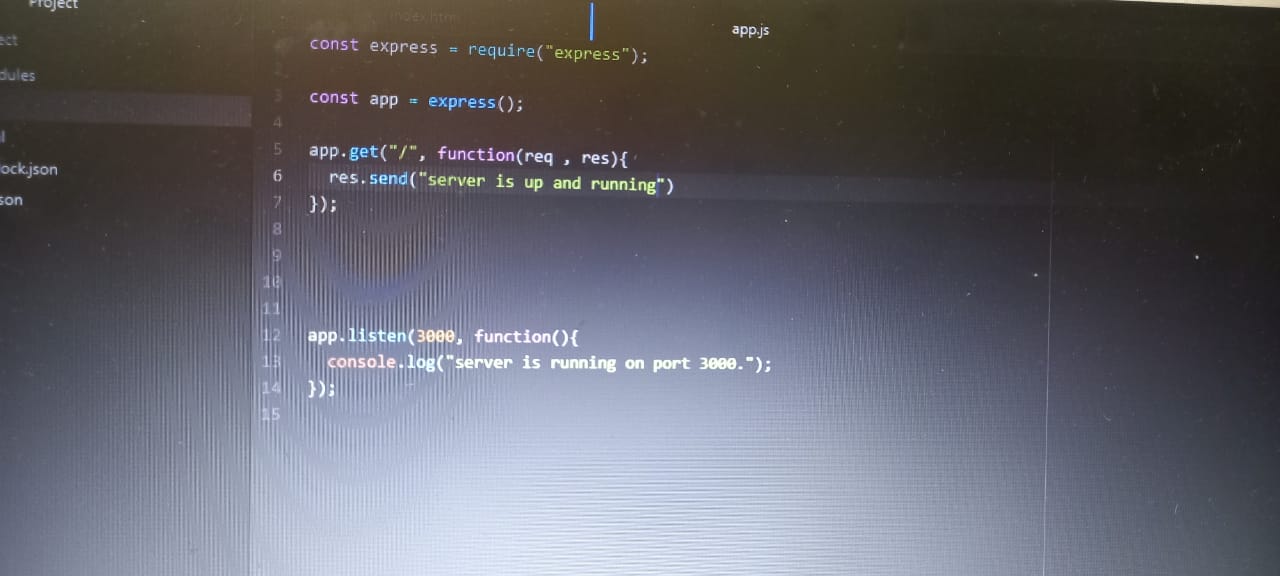 Project
index.html
app.js
ect
dules
l
ock.json
son
const express = require("express");
3 const app = express();
4
5 app.get("/", function(req , res){
6 res.send("server is up and running")
7 });
8
9
10
11
12 app.listen(3000, function(){
13 console.log("server is running on port 3000.");
14 });
15